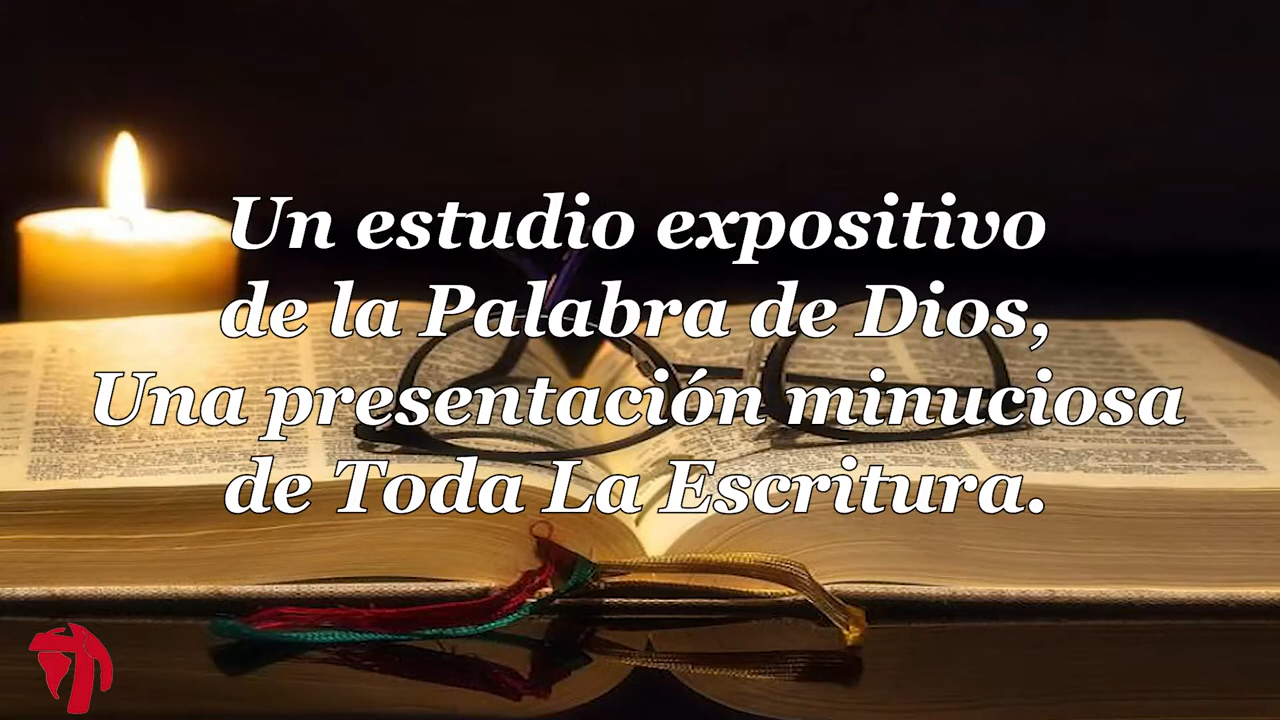 Un estudio expositivo
de la Palabra de Dios,
Una presentación minuciosa
de Toda La Escritura.